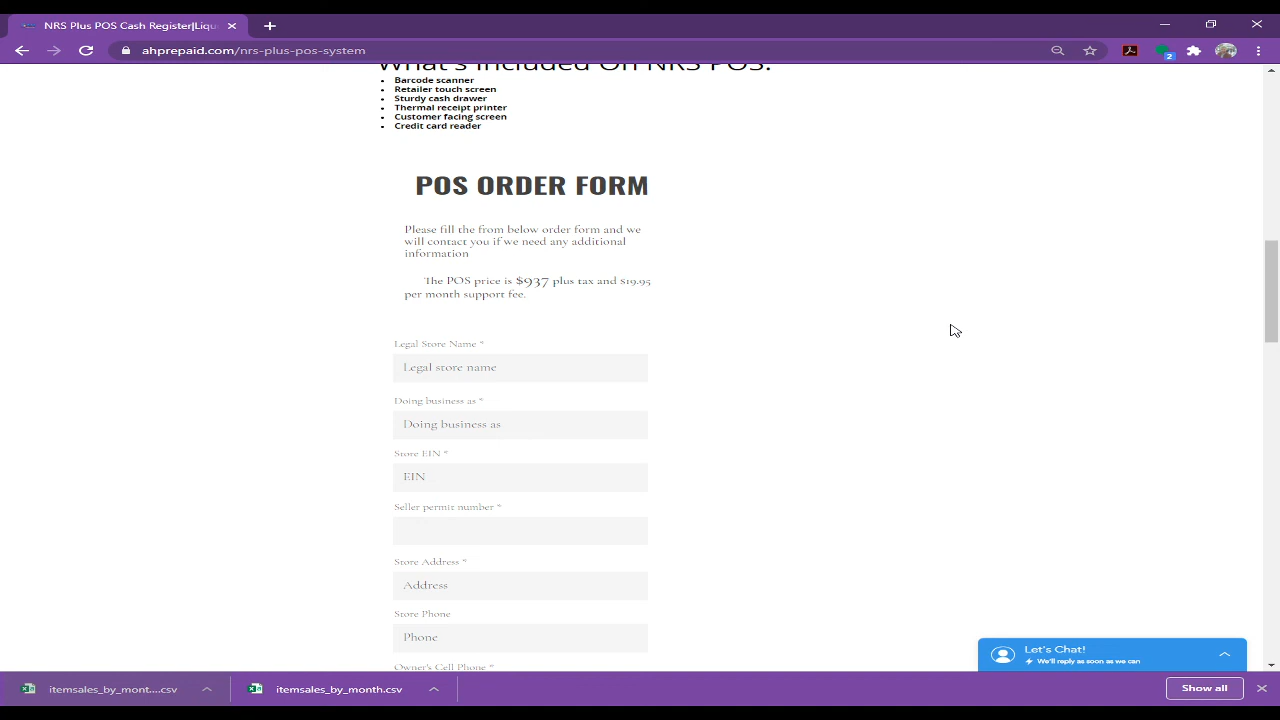 NRS Plus POS Cash Register|Liqu
ahprepaid.com/nrs-plus-pos-system
2
What's Included On NRS POS:
Barcode scanner
Retailer touch screen
Sturdy cash drawer
Thermal receipt printer
Customer facing screen
Credit card reader
POS ORDER FORM
Please fill the from below order form and we
will contact you if we need any additional
information
The POS price is $937 plus tax and $19.95
per month support fee.
Legal Store Name *
Legal store name
Doing business as *
Doing business as
Store EIN *
EIN
Seller permit number *
Store Address *
Address
Store Phone
Phone
Owner's Cell Phone *
Let's Chat!
We'll reply as soon as we can
itemsales_by_mont....csv
itemsales_by_month.csv
Show all